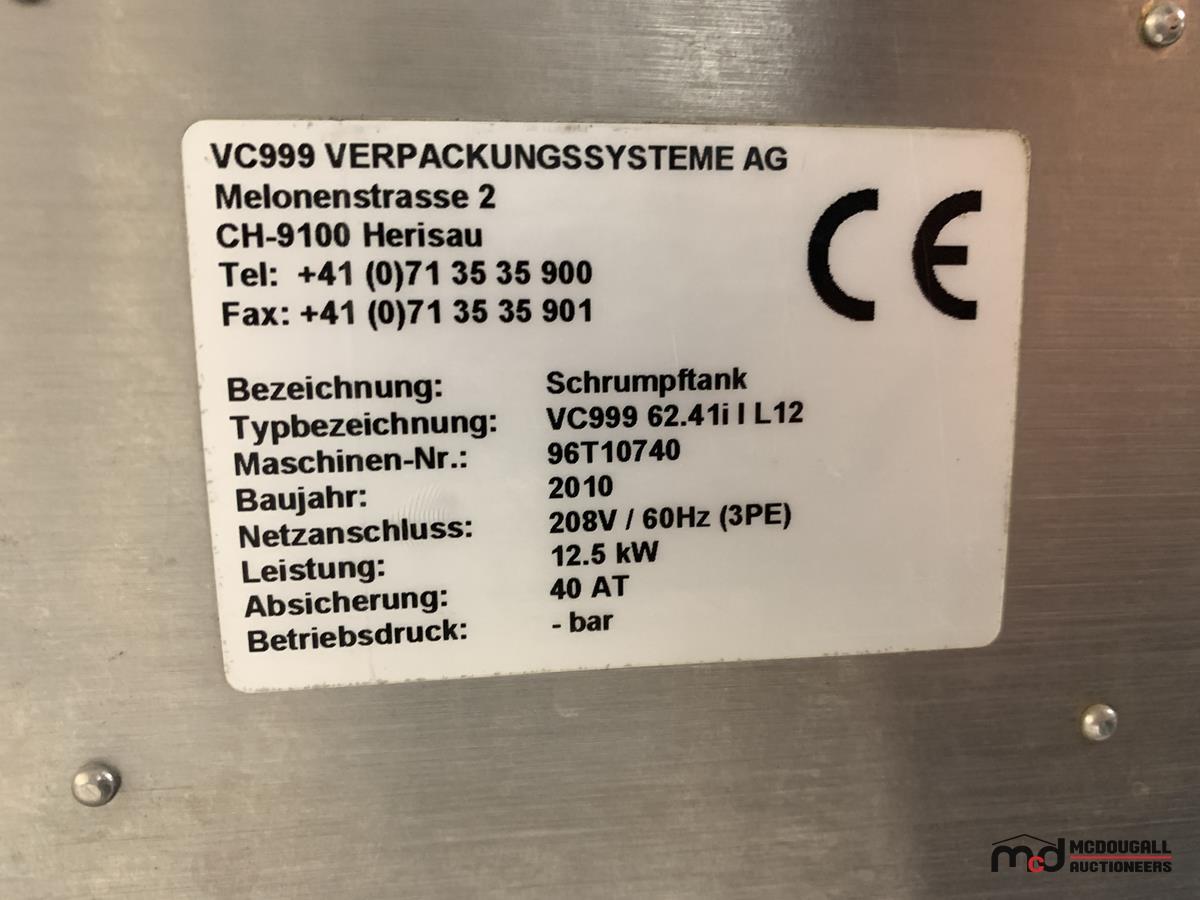 VC999 VERPACKUNGSSYSTEME AG
Melonenstrasse 2
CH-9100 Herisau
Tel: +41 (0)71 35 35 900
Fax: +41 (0)71 35 35 901
CE
Bezeichnung: Schrumpftank
Typbezeichnung: VC999 62.41i I L12
Maschinen-Nr.: 96T10740
Baujahr: 2010
Netzanschluss: 208V / 60Hz (3PE)
Leistung: 12.5 kW
Absicherung: 40 AT
Betriebsdruck: - bar
mcd MCDOUGALL
AUCTIONEERS